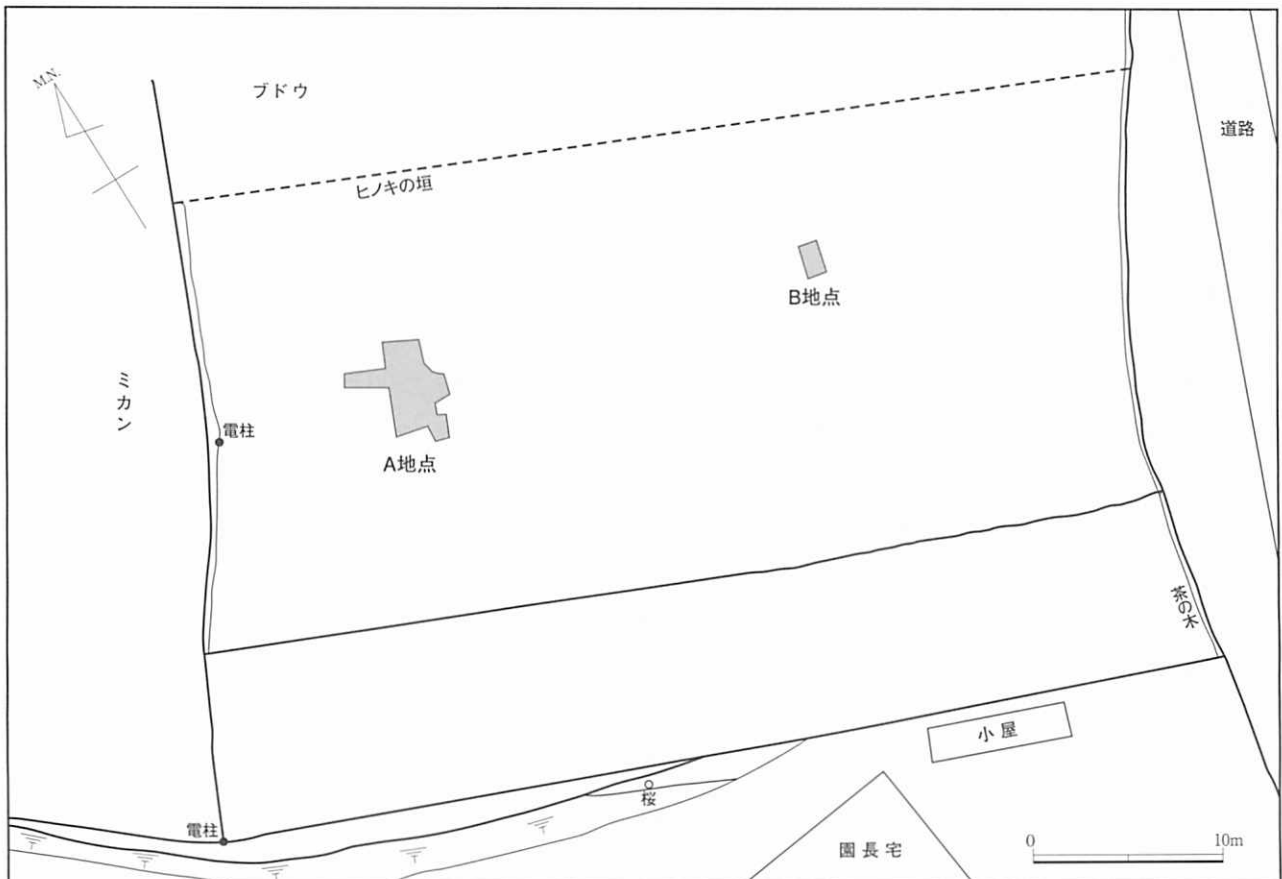 M.N.
ブドウ
道路
ヒノキの垣
B地点
ミカン
電柱
A地点
茶の木
小屋
桜
電柱
園長宅
0 10m